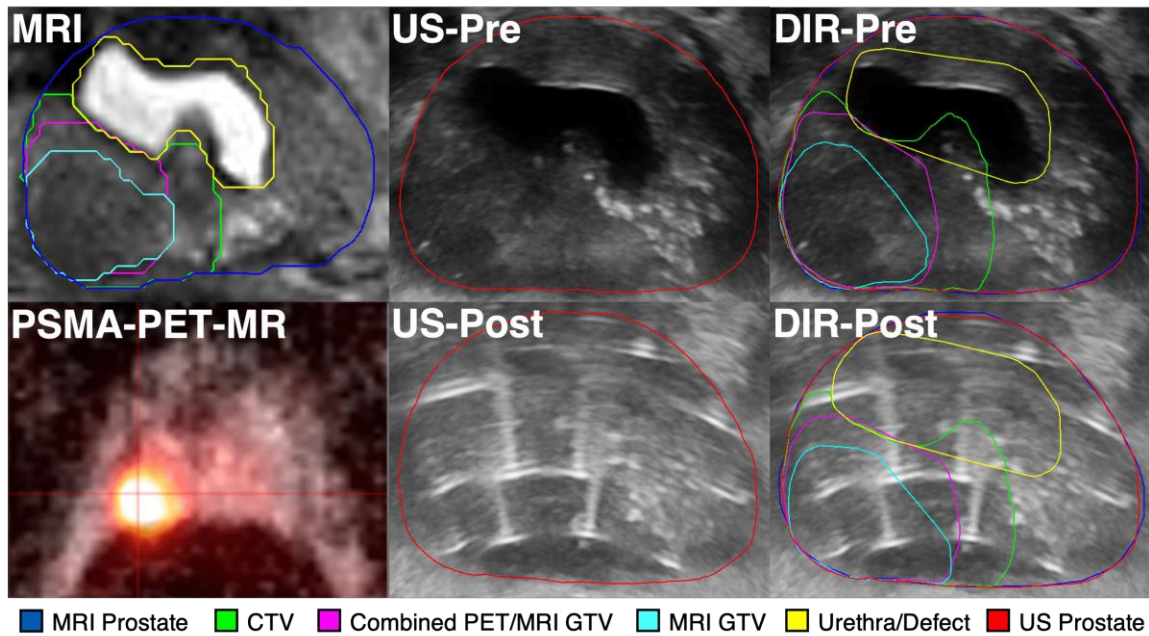 MRI
US-Pre
DIR-Pre
PSMA-PET-MR
US-Post
DIR-Post
MRI Prostate CTV Combined PET/MRI GTV MRI GTV Urethra/Defect US Prostate